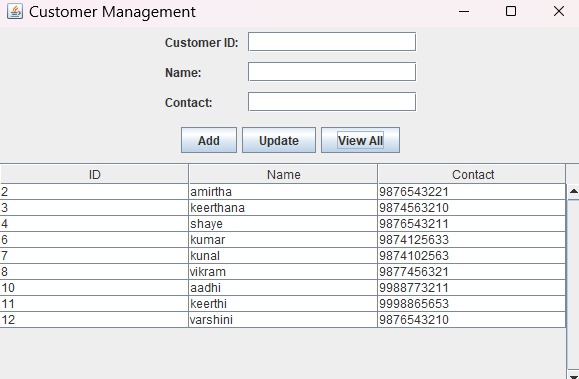 Customer Management
Customer ID:
Name:
Contact:
Add Update View All
ID Name Contact
2 amirtha 9876543221
3 keerthana 9874563210
4 shaye 9876543211
6 kumar 9874125633
7 kunal 9874102563
8 vikram 9877456321
10 aadhi 9988773211
11 keerthi 9998865653
12 varshini 9876543210